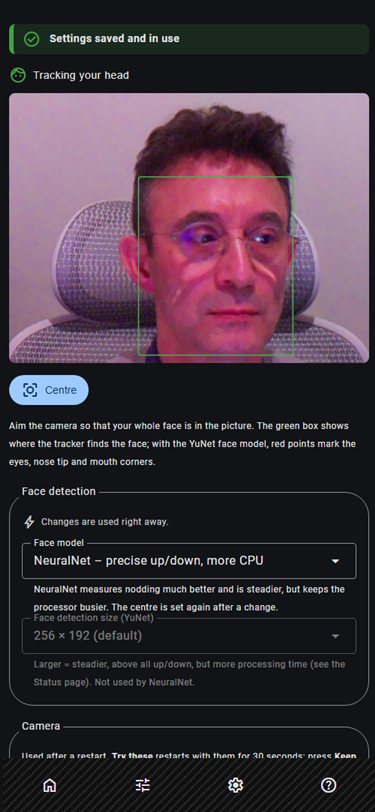 Settings saved and in use
Tracking your head
Centre
Aim the camera so that your whole face is in the picture. The green box shows
where the tracker finds the face; with the YuNet face model, red points mark the
eyes, nose tip and mouth corners.
Face detection
Changes are used right away.
Face model
NeuralNet – precise up/down, more CPU
NeuralNet measures nodding much better and is steadier, but keeps the
processor busier. The centre is set again after a change.
Face detection size (YuNet)
256 × 192 (default)
Larger = steadier, above all up/down, but more processing time (see the
Status page). Not used by NeuralNet.
Camera
Used after a restart. Try these restarts with them for 30 seconds; press Keep